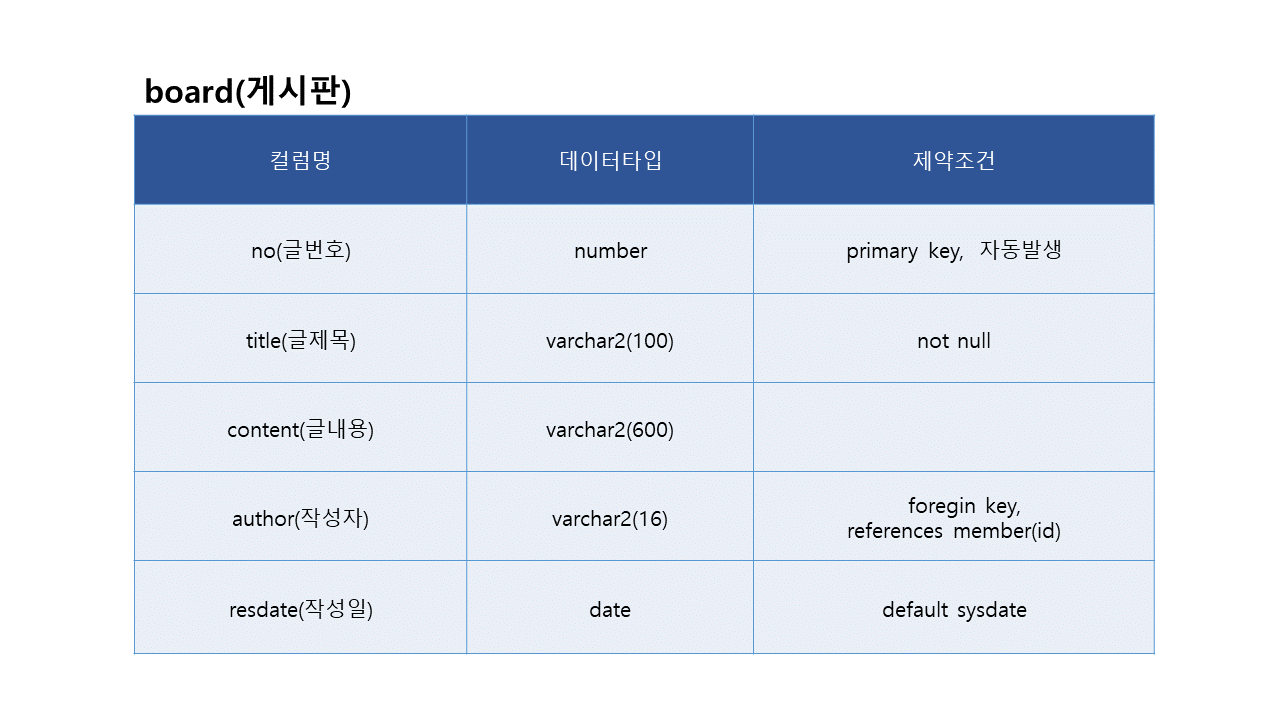 board(게시판)
컬럼명 데이터타입 제약조건
no(글번호) number primary key, 자동발생
title(글제목) varchar2(100) not null
content(글내용) varchar2(600)
author(작성자) varchar2(16) foregin key,
references member(id)
resdate(작성일) date default sysdate